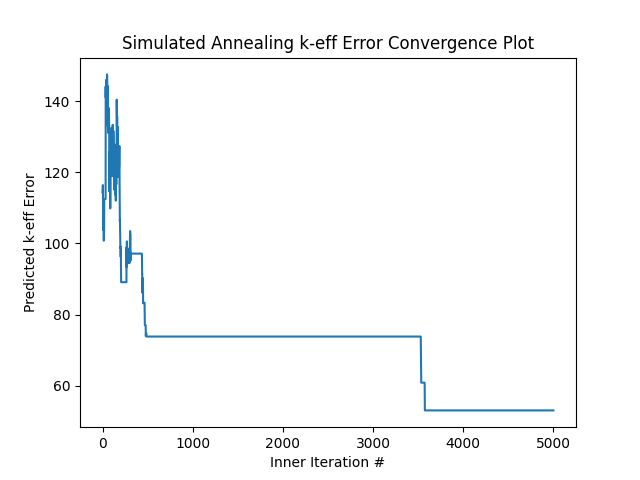 Simulated Annealing k-eff Error Convergence Plot
140
120
100
80
60
Predicted k-eff Error
0 1000 2000 3000 4000 5000
Inner Iteration #